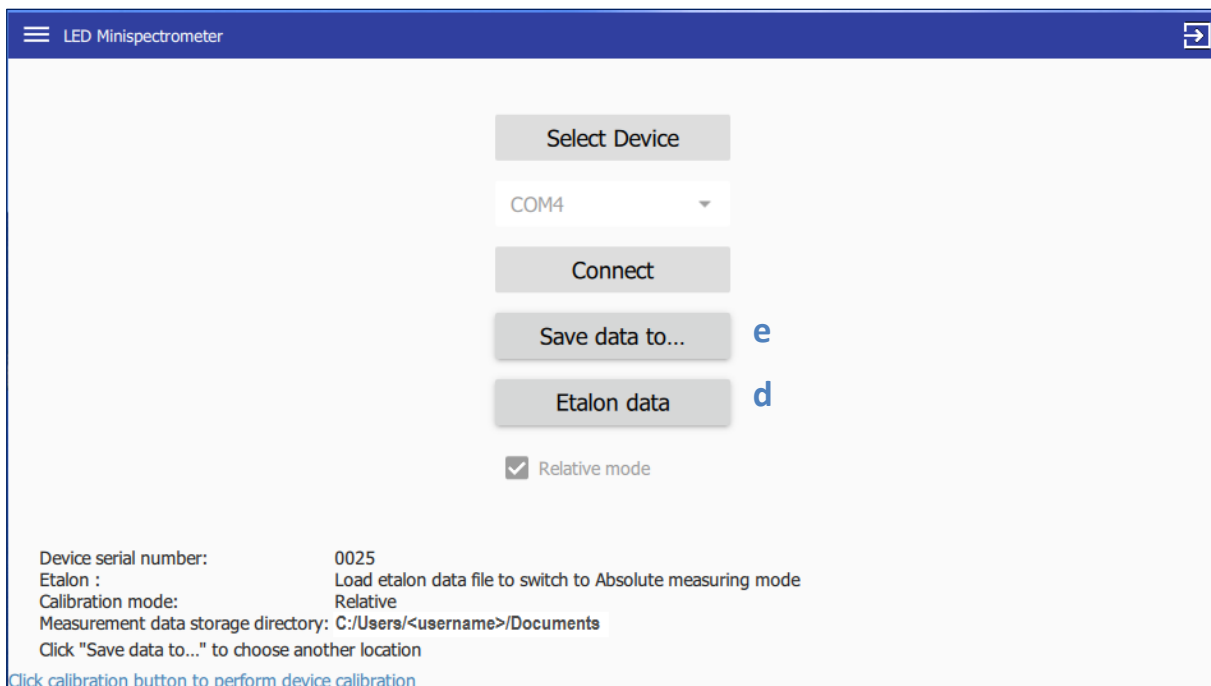 LED Minispectrometer
Select Device
COM4
Connect
Save data to... e
Etalon data d
Relative mode
Device serial number: 0025
Etalon : Load etalon data file to switch to Absolute measuring mode
Calibration mode: Relative
Measurement data storage directory: C:/Users/<username>/Documents
Click "Save data to..." to choose another location
Click calibration button to perform device calibration